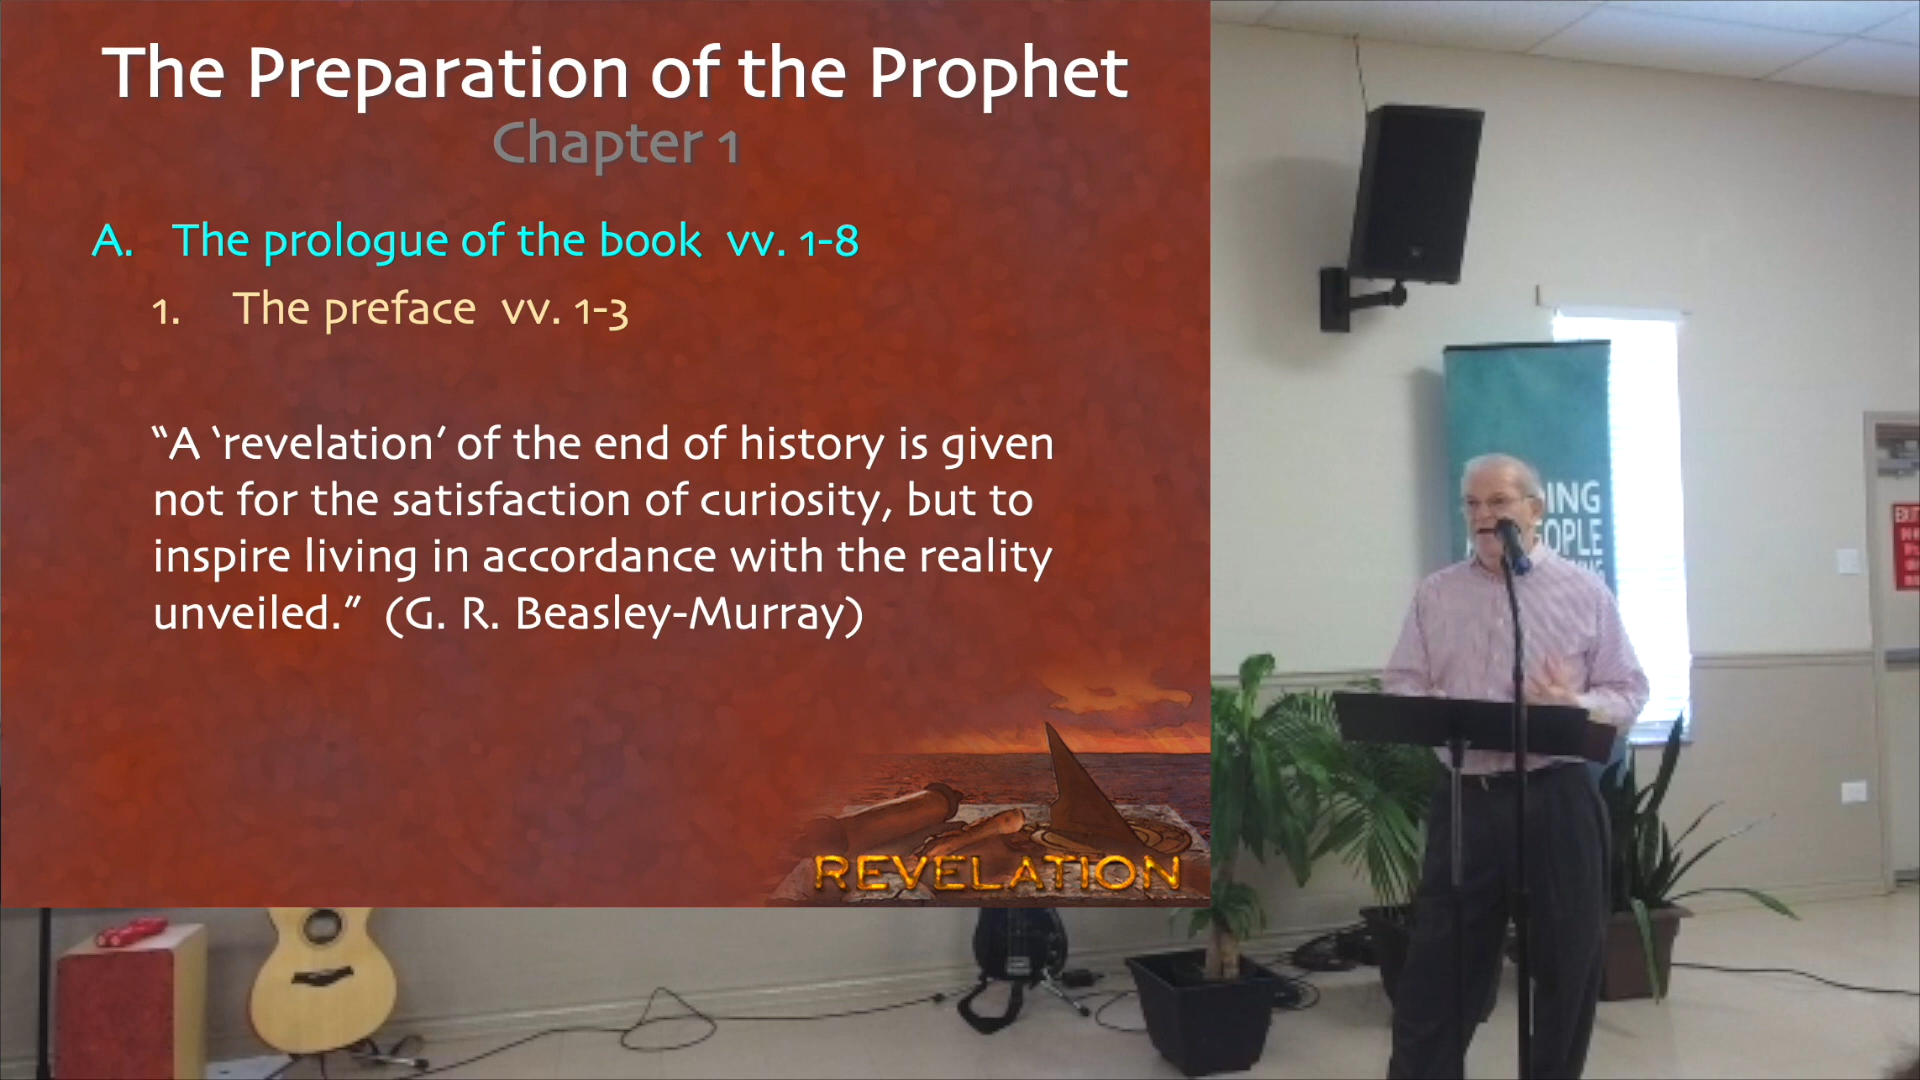 The Preparation of the Prophet
Chapter 1
A. The prologue of the book vv. 1-8
1. The preface vv. 1-3
“A ‘revelation’ of the end of history is given
not for the satisfaction of curiosity, but to
inspire living in accordance with the reality
unveiled.” (G. R. Beasley-Murray)
REVELATION